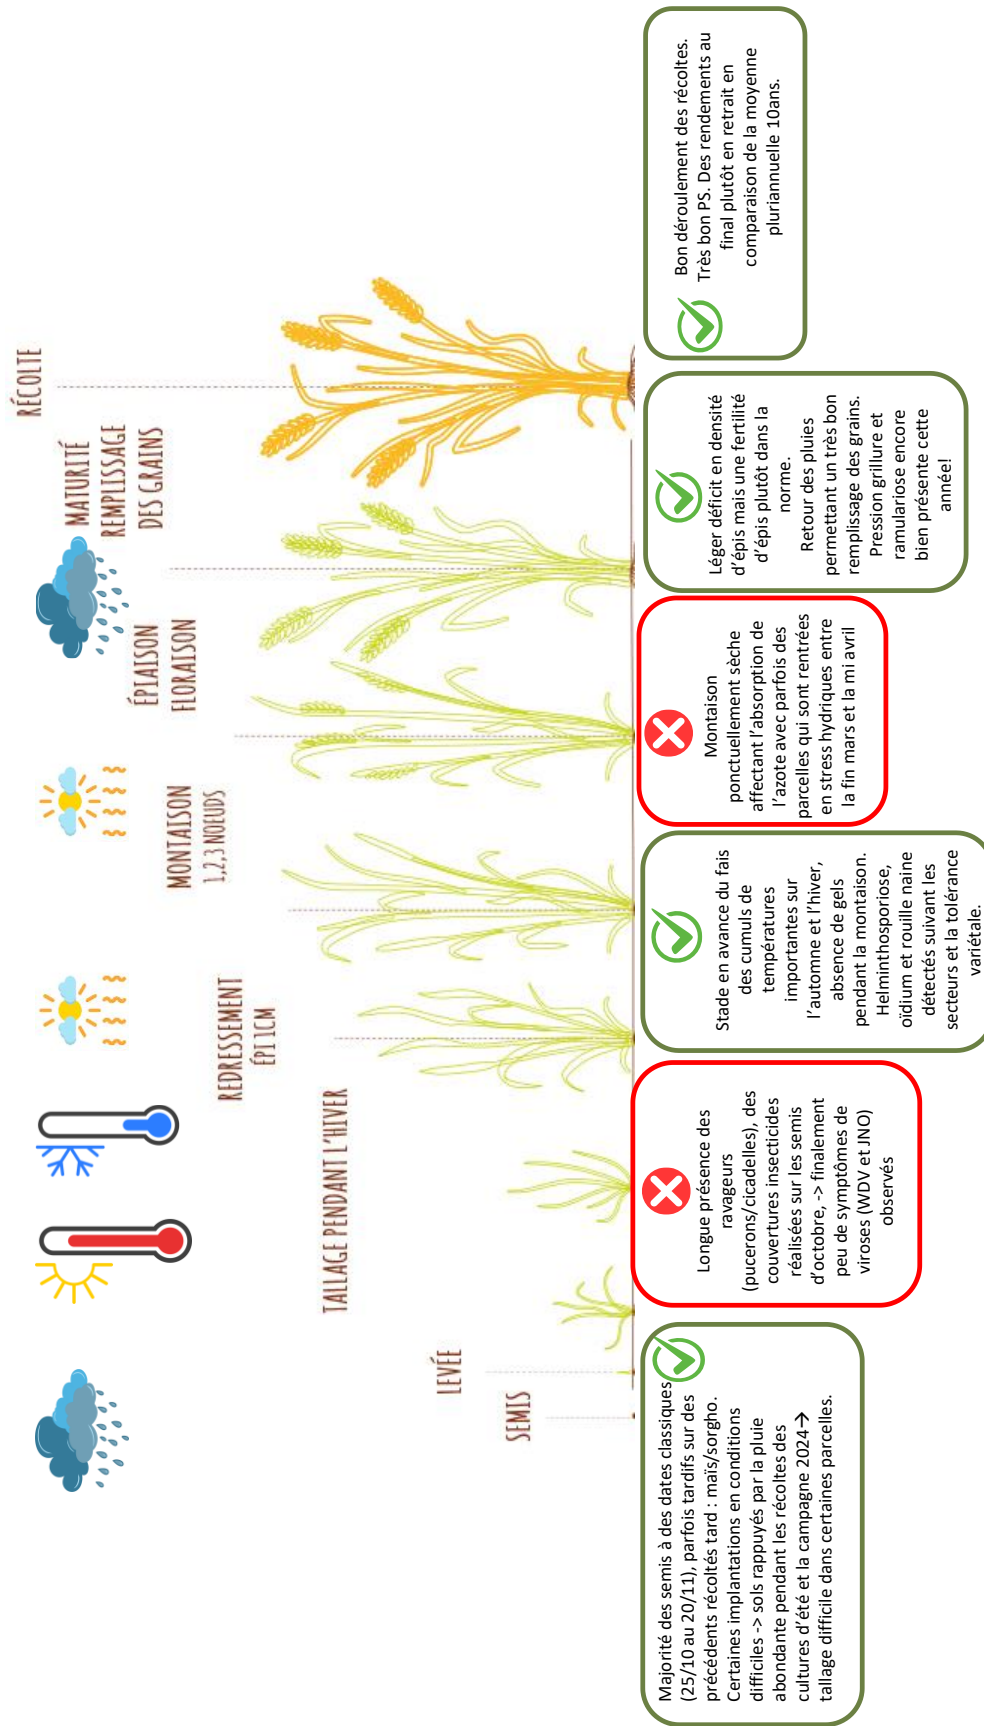 SEMIS
LEVÉE
TALLAGE PENDANT L'HIVER
REDRESSEMENT
ÉPI 1CM
MONTAISON
1,2,3 NOEUDS
ÉPIAISON
FLORAISON
MATURITÉ
REMPLISSAGE
DES GRAINS
RÉCOLTE
Majorité des semis à des dates classiques
(25/10 au 20/11), parfois tardifs sur des
précédents récoltés tard : maïs/sorgho.
Certaines implantations en conditions
difficiles -> sols rappuyés par la pluie
abondante pendant les récoltes des
cultures d'été et la campagne 2024→
tallage difficile dans certaines parcelles.
Longue présence des
ravageurs
(pucerons/cicadelles), des
couvertures insecticides
réalisées sur les semis
d'octobre, -> finalement
peu de symptômes de
viroses (WDV et JNO)
observés
Stade en avance du fais
des cumuls de
températures
importantes sur
l'automne et l'hiver,
absence de gels
pendant la montaison.
Helminthosporiose,
oïdium et rouille naine
détectés suivant les
secteurs et la tolérance
variétale.
Montaison
ponctuellement sèche
affectant l'absorption de
l'azote avec parfois des
parcelles qui sont rentrées
en stress hydriques entre
la fin mars et la mi avril
Léger déficit en densité
d'épis mais une fertilité
d'épis plutôt dans la
norme.
Retour des pluies
permettant un très bon
remplissage des grains.
Pression grillure et
ramulariose encore
bien présente cette
année!
Bon déroulement des récoltes.
Très bon PS. Des rendements au
final plutôt en retrait en
comparaison de la moyenne
pluriannuelle 10ans.